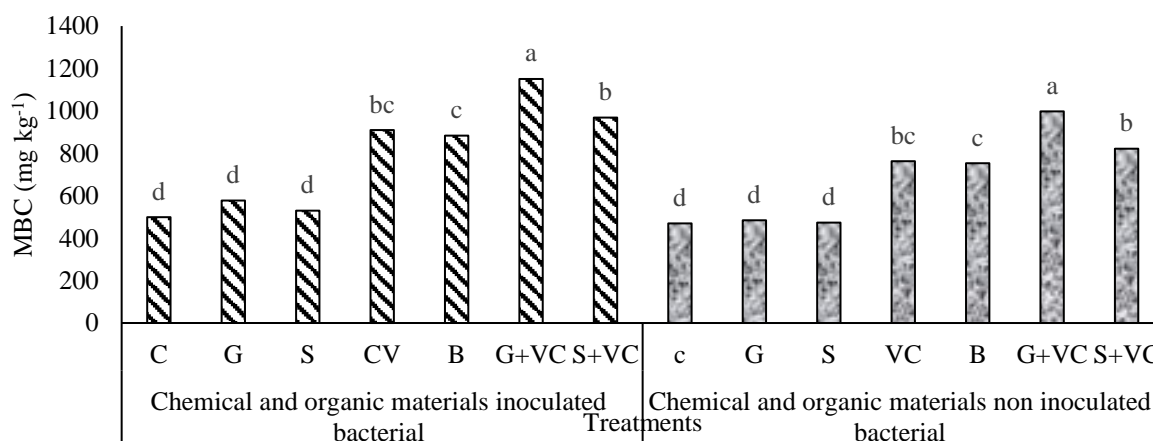 1400
1200
1000
800
600
400
200
0
MBC (mg kg-1)
d
d
d
bc
c
a
b
d
d
d
bc
c
a
b
C G S CV B G+VC S+VC c G S VC B G+VC S+VC
Chemical and organic materials inoculated
bacterial
Chemical and organic materials non inoculated
bacterial
Treatments